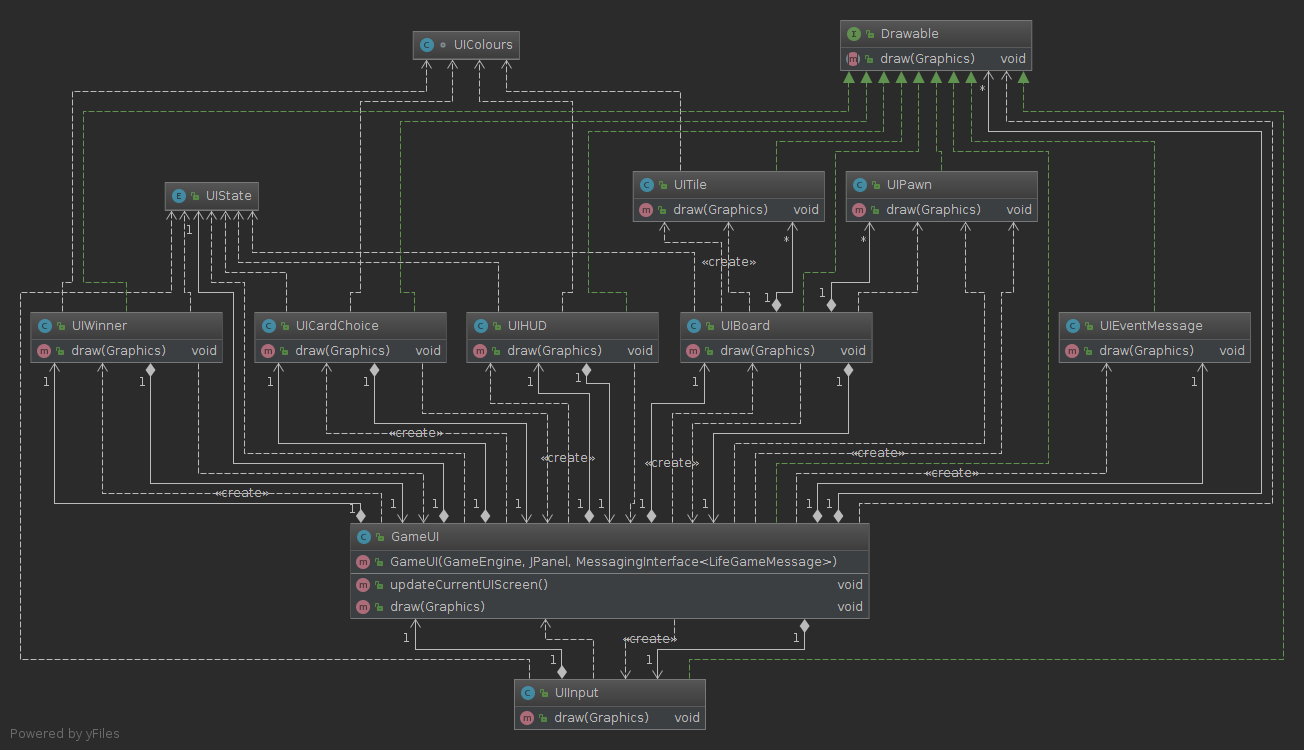 Drawable
draw(Graphics) void
UIColours
*
UITile
draw(Graphics) void
UIPawn
draw(Graphics) void
UIState
1
* *
«create»
1 1
UIWinner
draw(Graphics) void
UICardChoice
draw(Graphics) void
UIHUD
draw(Graphics) void
UIBoard
draw(Graphics) void
UIEventMessage
draw(Graphics) void
1 1 1 1 1 1 1 1 1
«create»
«create»
«create»
«create»
«create»
«create»
1 1 1 1 1 1 1 1 1 1 1
GameUI
GameUI(GameEngine, JPanel, MessagingInterface<LifeGameMessage>)
updateCurrentUIScreen() void
draw(Graphics) void
1 «create» 1
1 1
UIInput
draw(Graphics) void
Powered by yFiles